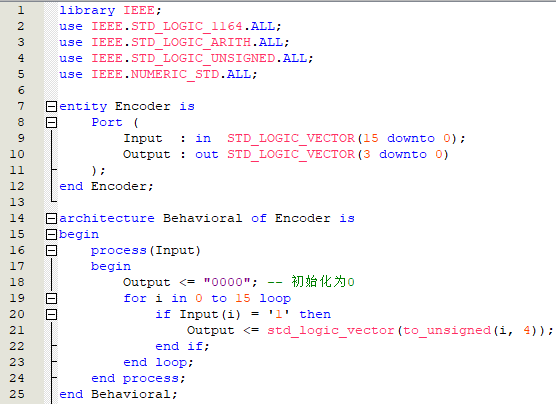 1 library IEEE;
2 use IEEE.STD_LOGIC_1164.ALL;
3 use IEEE.STD_LOGIC_ARITH.ALL;
4 use IEEE.STD_LOGIC_UNSIGNED.ALL;
5 use IEEE.NUMERIC_STD.ALL;
6
7 entity Encoder is
8     Port (
9         Input  : in  STD_LOGIC_VECTOR(15 downto 0);
10         Output : out STD_LOGIC_VECTOR(3 downto 0)
11     );
12 end Encoder;
13
14 architecture Behavioral of Encoder is
15 begin
16     process(Input)
17     begin
18         Output <= "0000"; -- 初始化为0
19         for i in 0 to 15 loop
20             if Input(i) = '1' then
21                 Output <= std_logic_vector(to_unsigned(i, 4));
22             end if;
23         end loop;
24     end process;
25 end Behavioral;